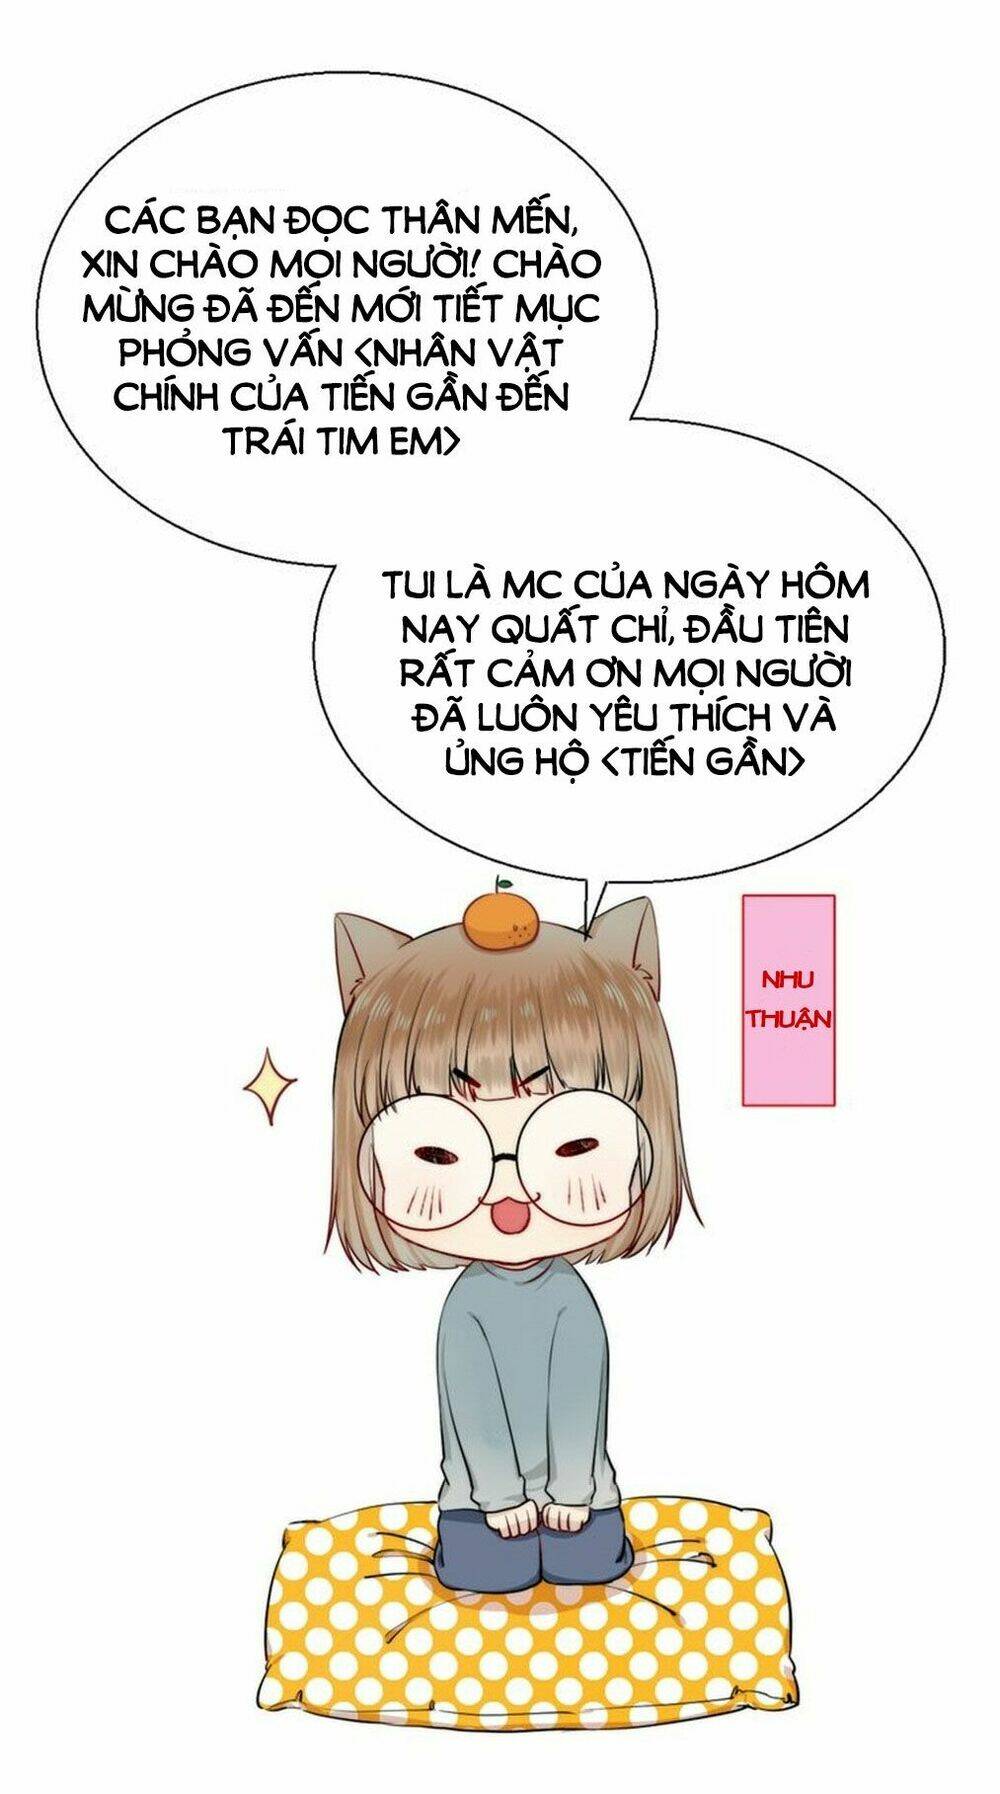 CÁC BẠN ĐỌC THÂN MẾN,
XIN CHÀO MỌI NGƯỜI! CHÀO
MỪNG ĐÃ ĐẾN MỚI TIẾT MỤC
PHỎNG VẤN <NHÂN VẬT
CHÍNH CỦA TIẾN GẦN ĐẾN
TRÁI TIM EM>
TUI LÀ MC CỦA NGÀY HÔM
NAY QUẤT CHỈ, ĐẦU TIÊN
RẤT CẢM ƠN MỌI NGƯỜI
ĐÃ LUÔN YÊU THÍCH VÀ
ỦNG HỘ <TIẾN GẦN>
NHU
THUẬN